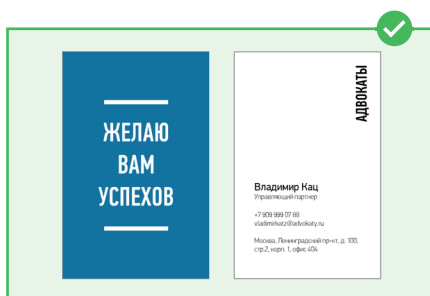 ЖЕЛАЮ
ВАМ
УСПЕХОВ
АДВОКАТЫ
Владимир Кац
Управляющий партнер
+7 909 999 07 88
vladimirkatz@advokaty.ru
Москва, Ленинградский пр-нт, д. 100,
стр.2, корп. 1, офис 404